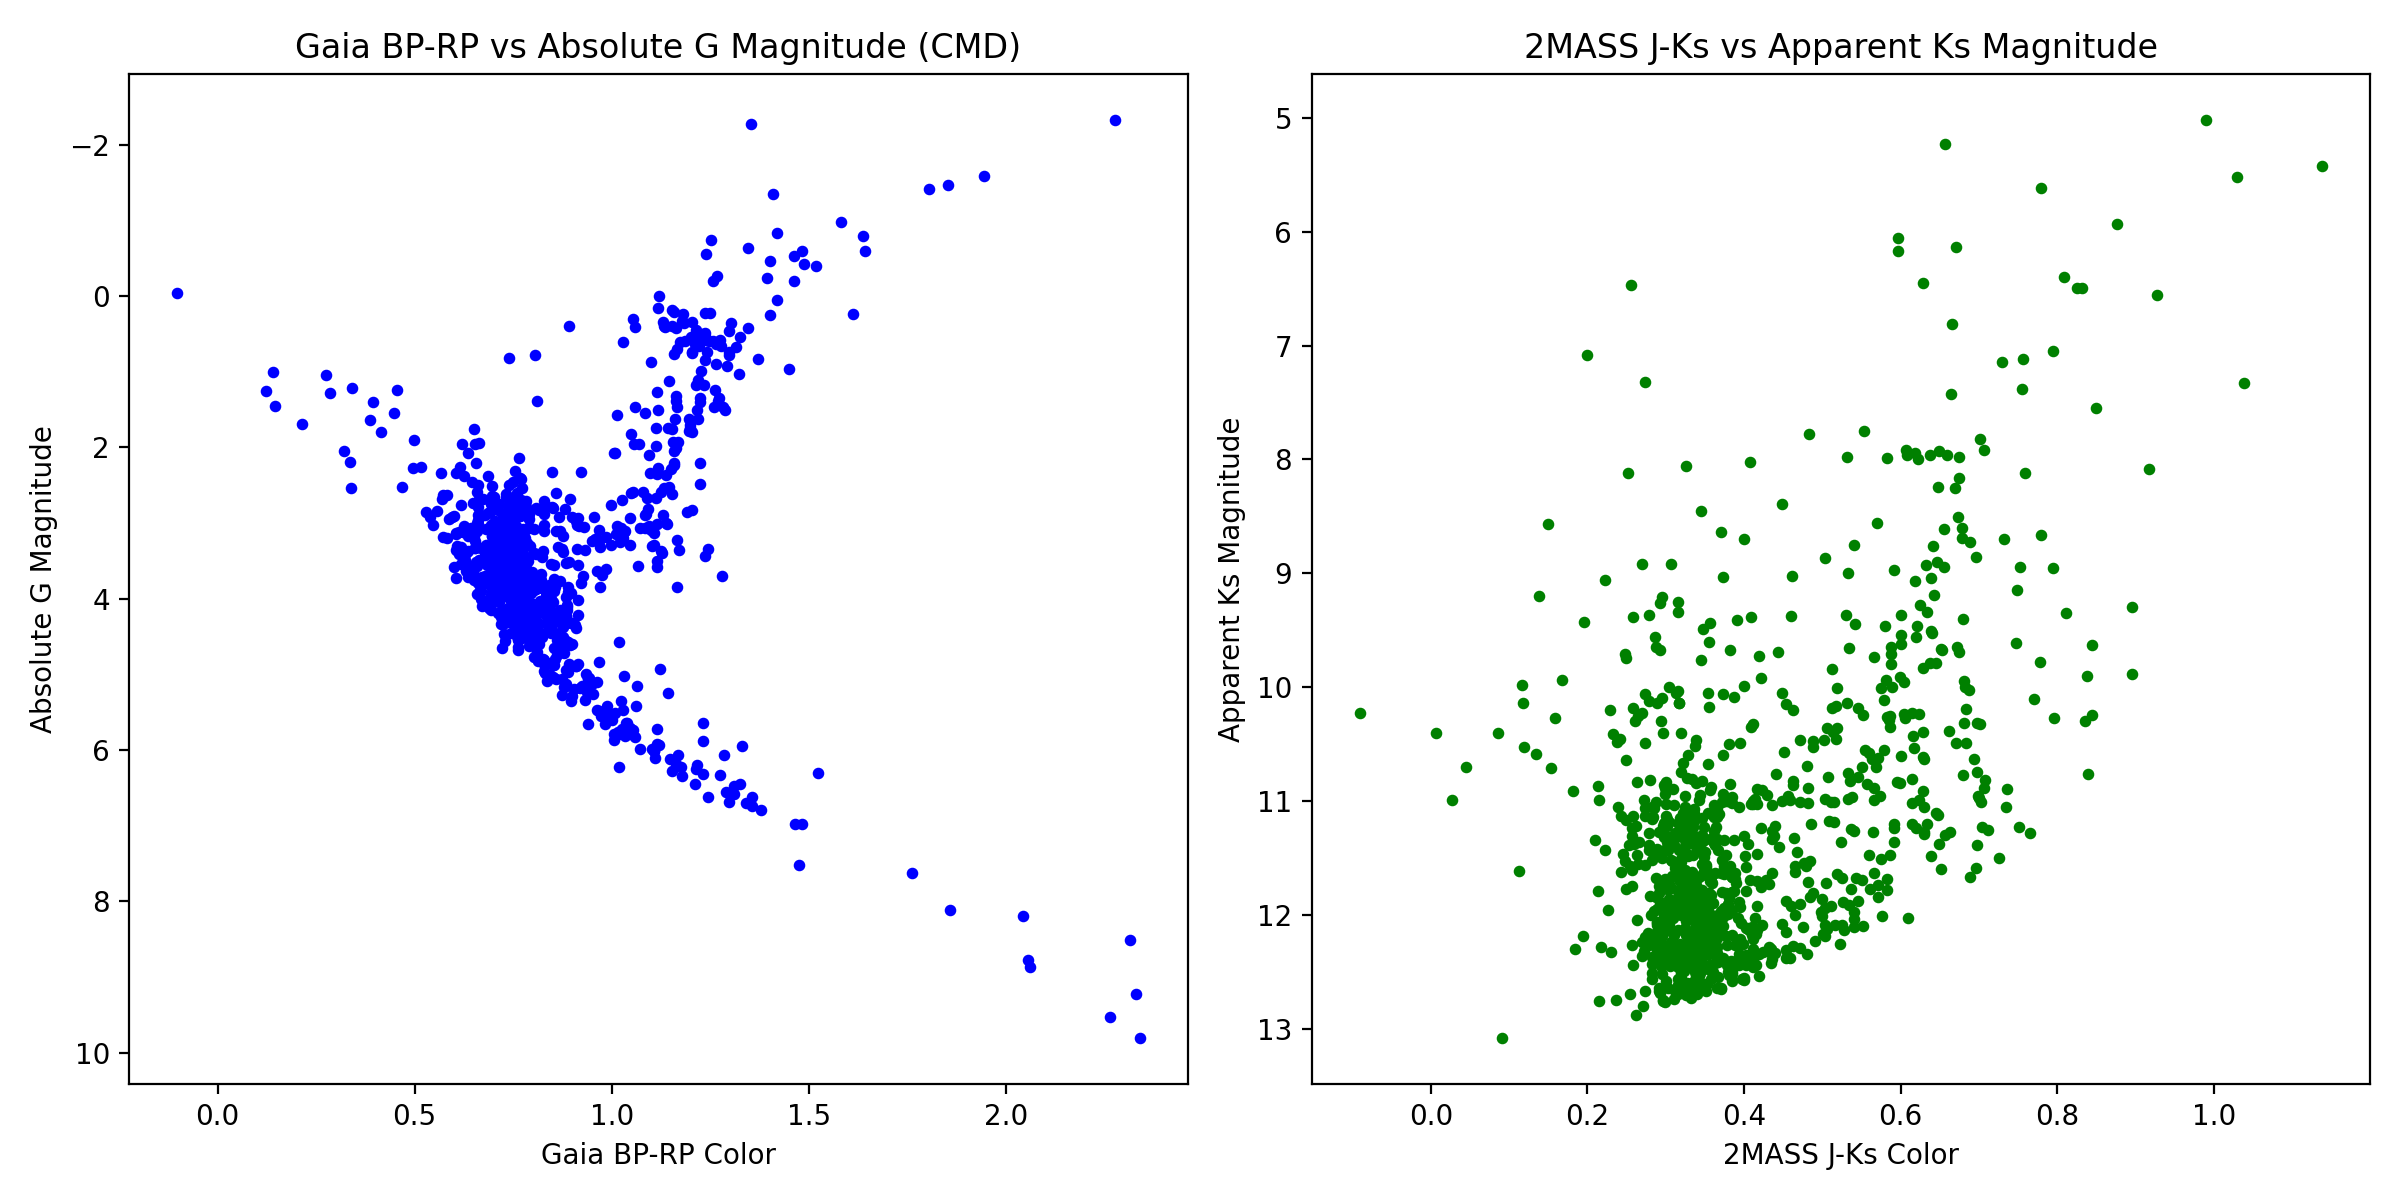 Gaia BP-RP vs Absolute G Magnitude (CMD)
Absolute G Magnitude
−2
0
2
4
6
8
10
0.0 0.5 1.0 1.5 2.0
Gaia BP-RP Color
2MASS J-Ks vs Apparent Ks Magnitude
Apparent Ks Magnitude
5
6
7
8
9
10
11
12
13
0.0 0.2 0.4 0.6 0.8 1.0
2MASS J-Ks Color